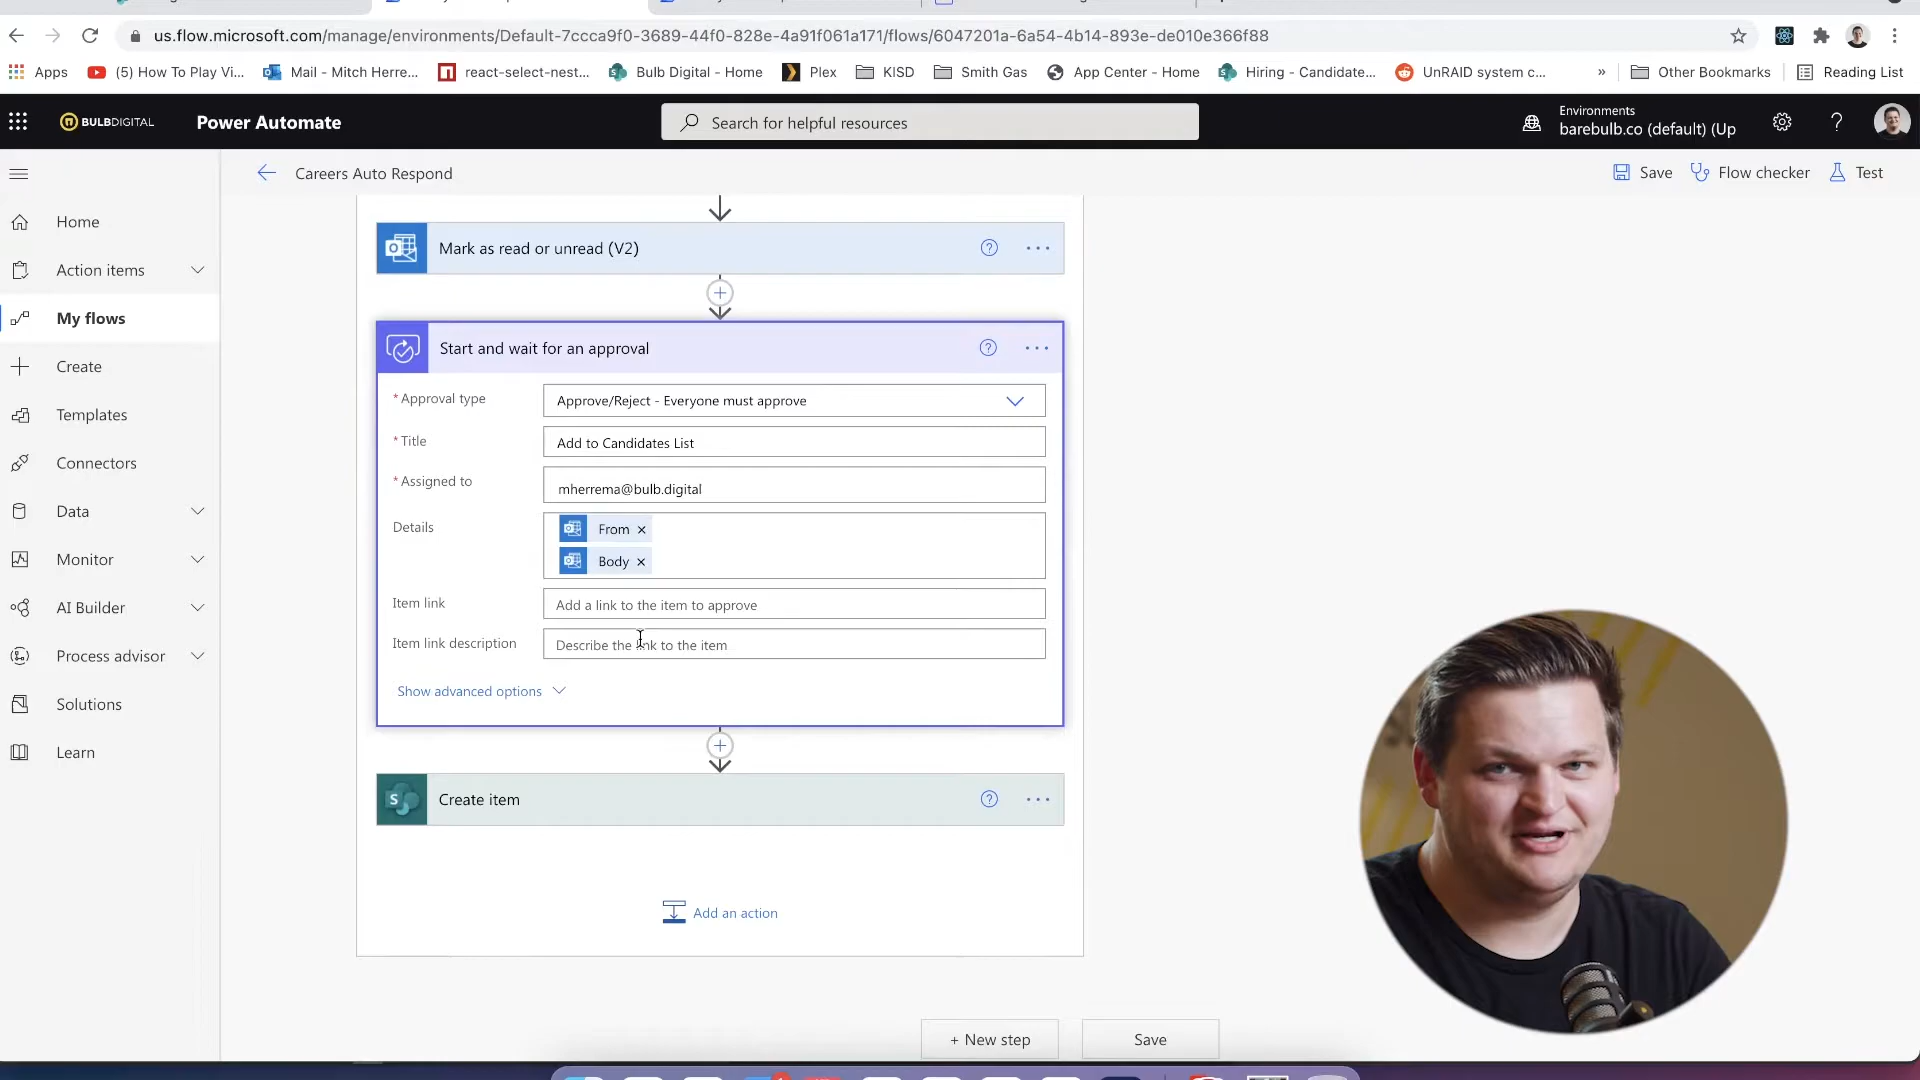 us.flow.microsoft.com/manage/environments/Default-7ccca9f0-3689-44f0-828e-4a91f061a171/flows/6047201a-6a54-4b14-893e-de010e366f88
Apps
(5) How To Play Vi...
Mail - Mitch Herre...
react-select-nest...
Bulb Digital - Home
Plex
KISD
Smith Gas
App Center - Home
Hiring - Candidate...
UnRAID system c...
»
Other Bookmarks
Reading List
BULBDIGITAL
Power Automate
Search for helpful resources
Environments
barebulb.co (default) (Up
Careers Auto Respond
Save
Flow checker
Test
Home
Action items
My flows
Create
Templates
Connectors
Data
Monitor
AI Builder
Process advisor
Solutions
Learn
Mark as read or unread (V2)
Start and wait for an approval
* Approval type
Approve/Reject - Everyone must approve
* Title
Add to Candidates List
* Assigned to
mherrema@bulb.digital
Details
From ×
Body ×
Item link
Add a link to the item to approve
Item link description
Describe the link to the item
Show advanced options
Create item
Add an action
+ New step
Save